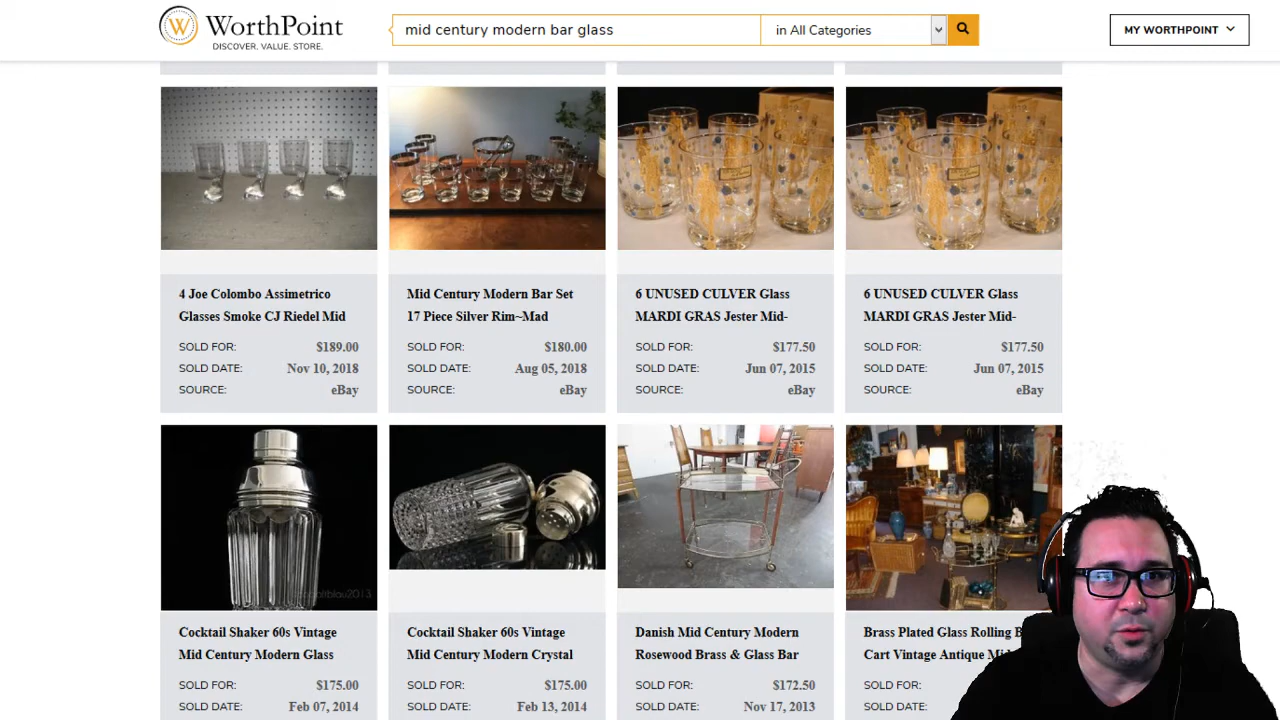 WORTHPOINT
DISCOVER. VALUE. STORE.
mid century modern bar glass
in All Categories
MY WORTHPOINT
4 Joe Colombo Assimetrico
Glasses Smoke CJ Riedel Mid
SOLD FOR: $189.00
SOLD DATE: Nov 10, 2018
SOURCE: eBay
Mid Century Modern Bar Set
17 Piece Silver Rim~Mad
SOLD FOR: $180.00
SOLD DATE: Aug 05, 2018
SOURCE: eBay
6 UNUSED CULVER Glass
MARDI GRAS Jester Mid-
SOLD FOR: $177.50
SOLD DATE: Jun 07, 2015
SOURCE: eBay
6 UNUSED CULVER Glass
MARDI GRAS Jester Mid-
SOLD FOR: $177.50
SOLD DATE: Jun 07, 2015
SOURCE: eBay
Cocktail Shaker 60s Vintage
Mid Century Modern Glass
SOLD FOR: $175.00
SOLD DATE: Feb 07, 2014
Cocktail Shaker 60s Vintage
Mid Century Modern Crystal
SOLD FOR: $175.00
SOLD DATE: Feb 13, 2014
Danish Mid Century Modern
Rosewood Brass & Glass Bar
SOLD FOR: $172.50
SOLD DATE: Nov 17, 2013
Brass Plated Glass Rolling
Cart Vintage Antique
SOLD FOR:
SOLD DATE: